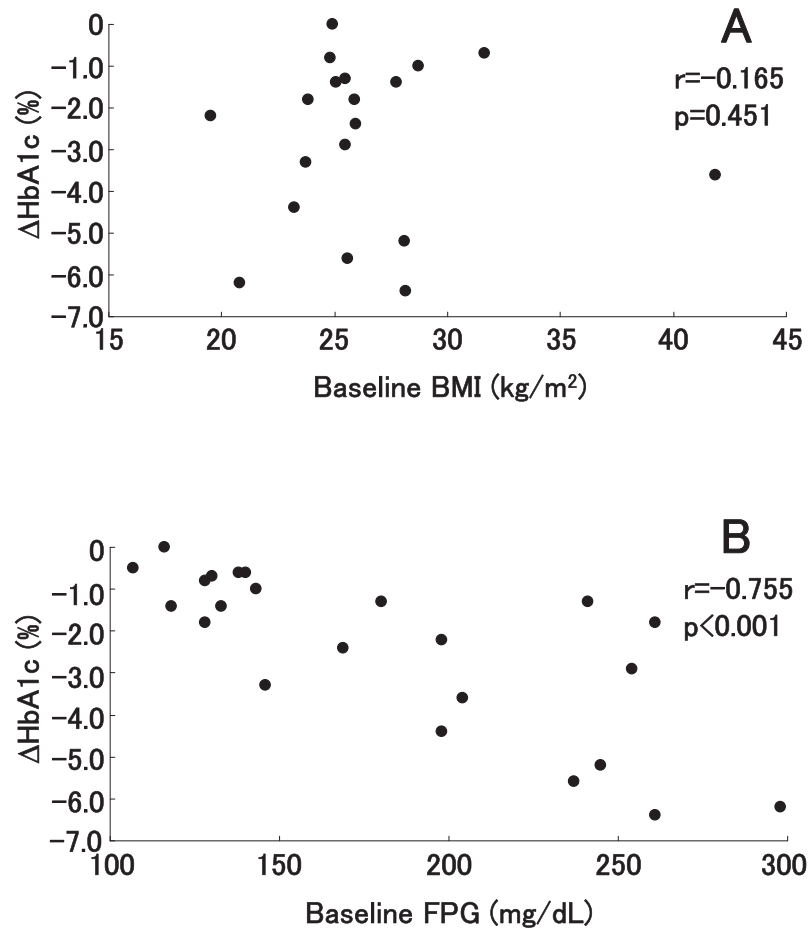 A
r=−0.165
p=0.451
0
−1.0
−2.0
−3.0
−4.0
−5.0
−6.0
−7.0
ΔHbA1c (%)
15 20 25 30 35 40 45
Baseline BMI (kg/m²)
B
r=−0.755
p<0.001
0
−1.0
−2.0
−3.0
−4.0
−5.0
−6.0
−7.0
ΔHbA1c (%)
100 150 200 250 300
Baseline FPG (mg/dL)